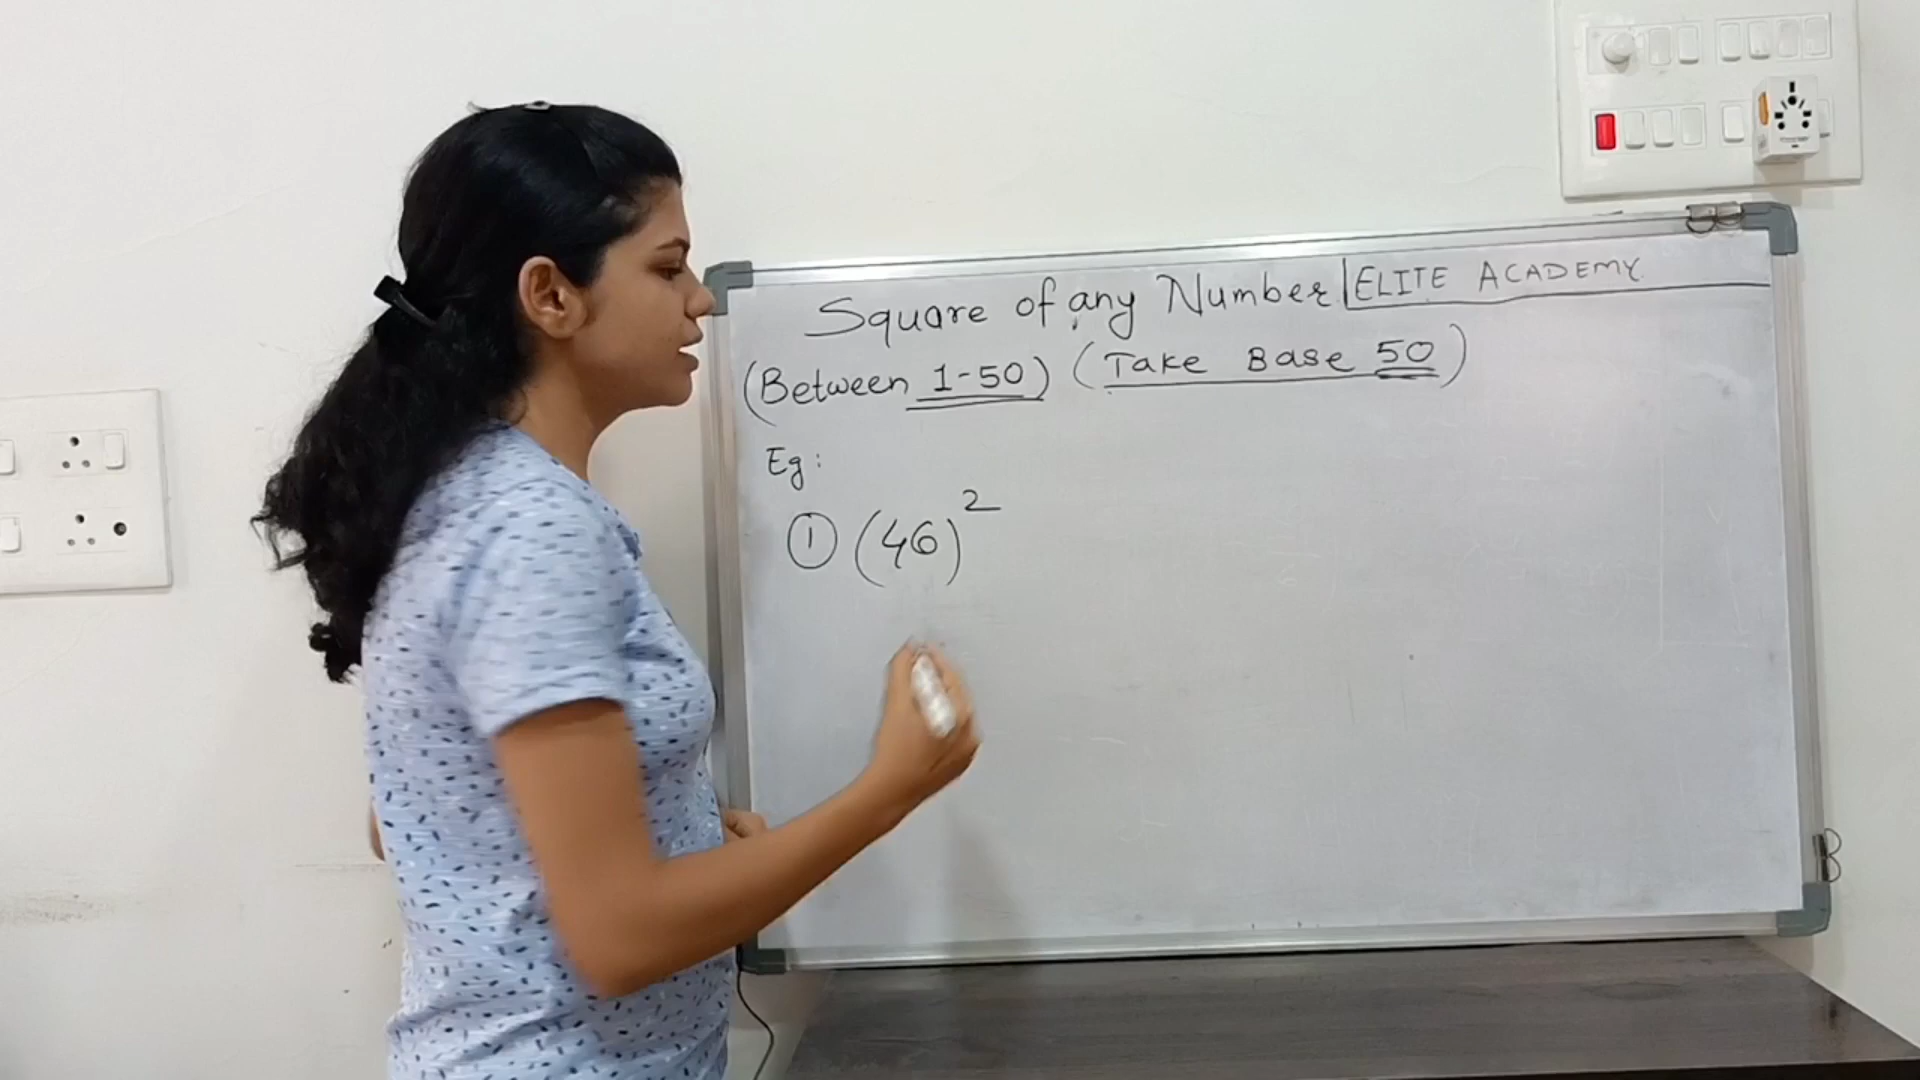 Square of any Number | ELITE ACADEMY
(Between 1-50) (Take Base 50)
Eg:
① (46)²